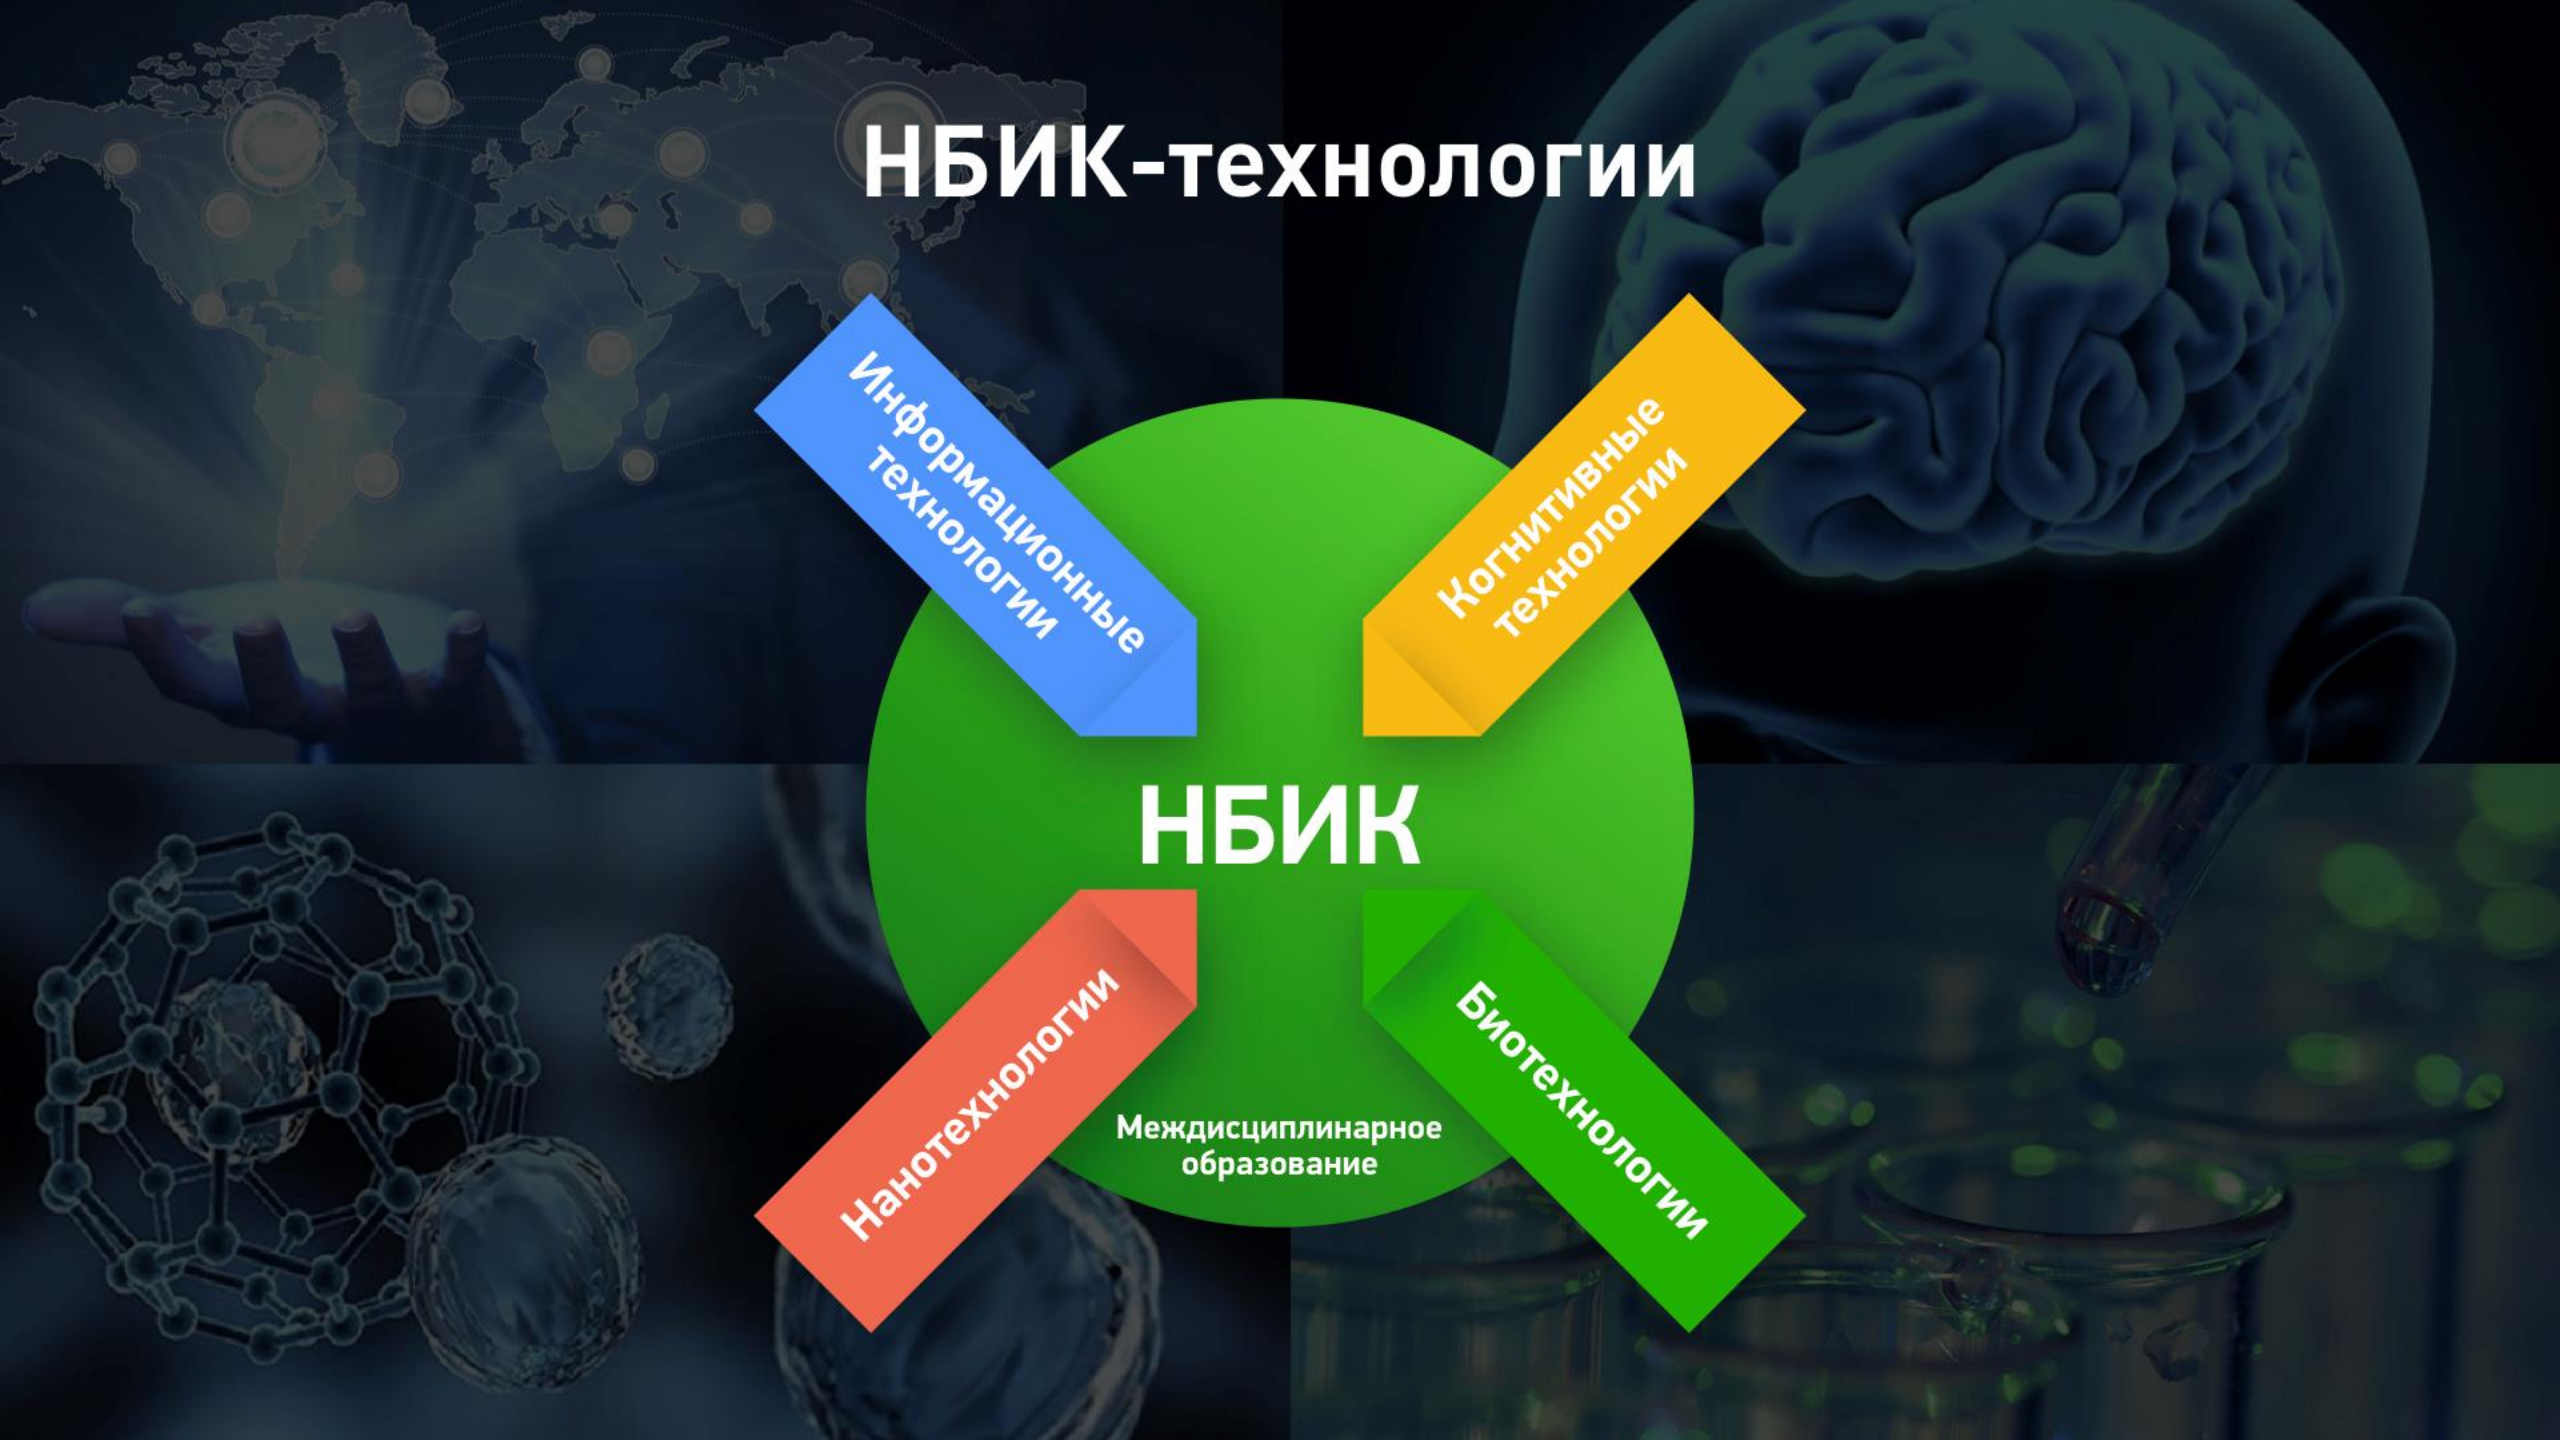 НБИК-технологии
Информационные
технологии
Когнитивные
технологии
НБИК
Нанотехнологии
Биотехнологии
Междисциплинарное
образование